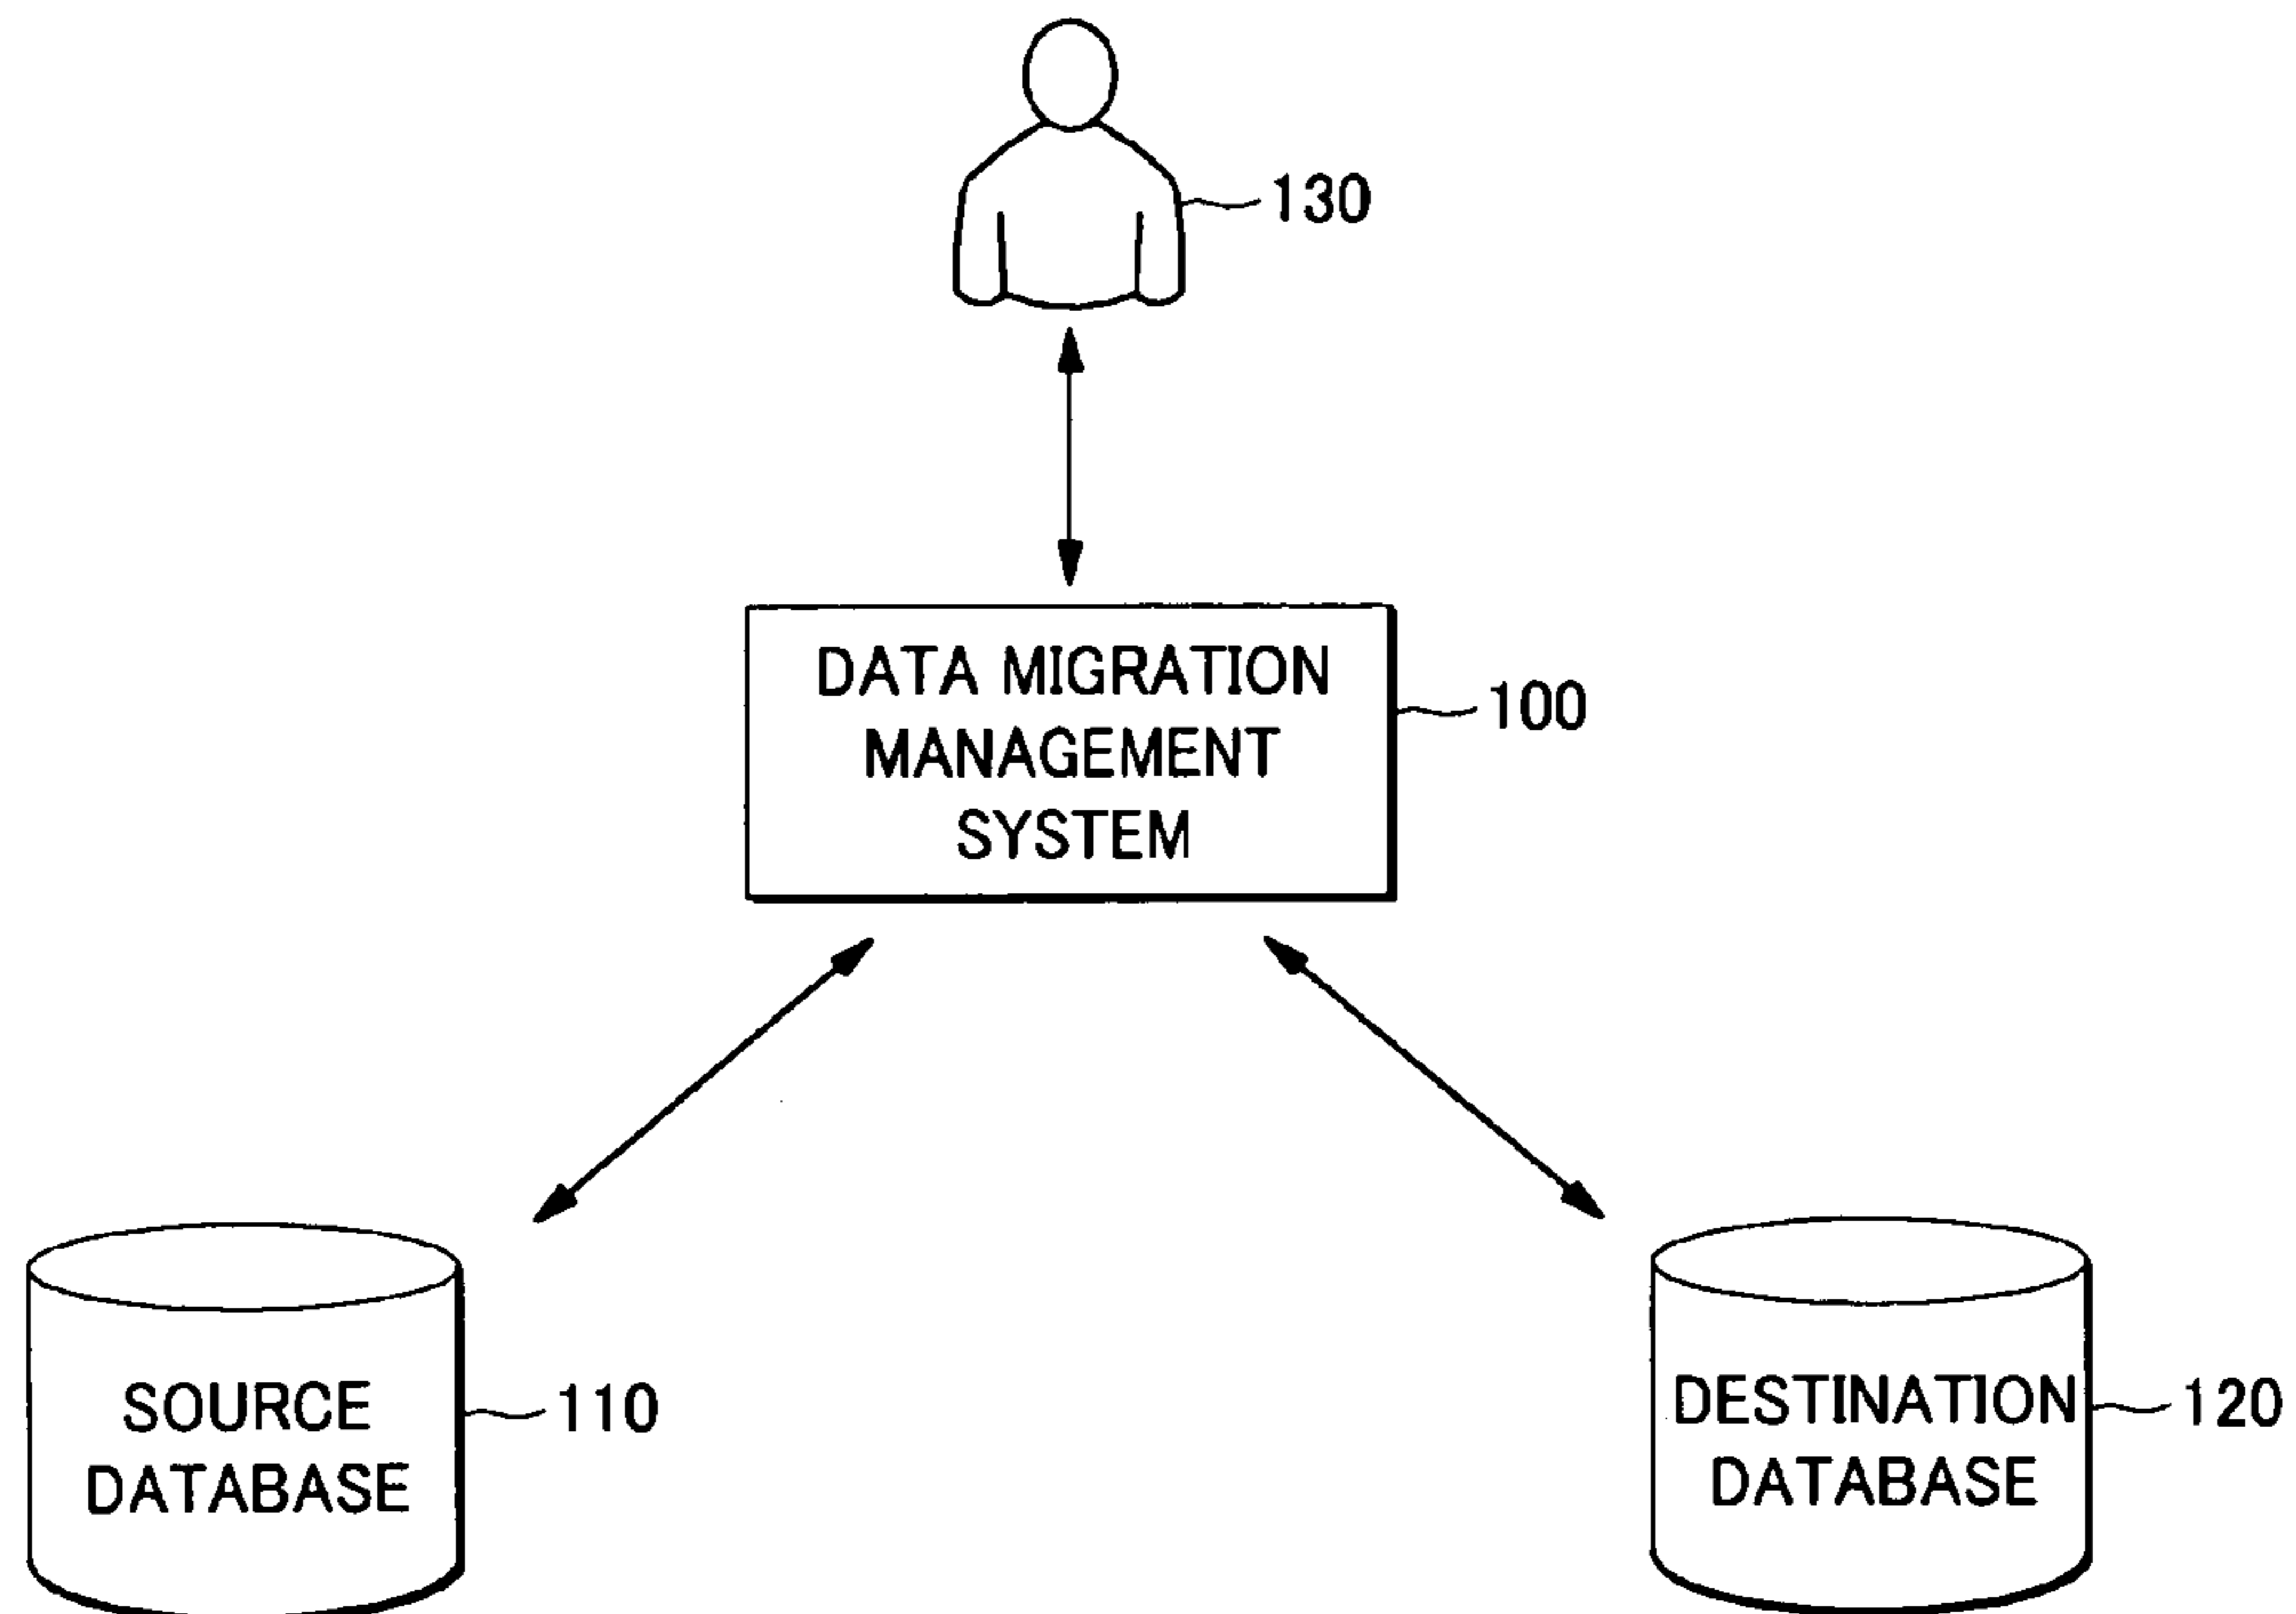 130
DATA MIGRATION
MANAGEMENT
SYSTEM
100
SOURCE
DATABASE
110
DESTINATION
DATABASE
120